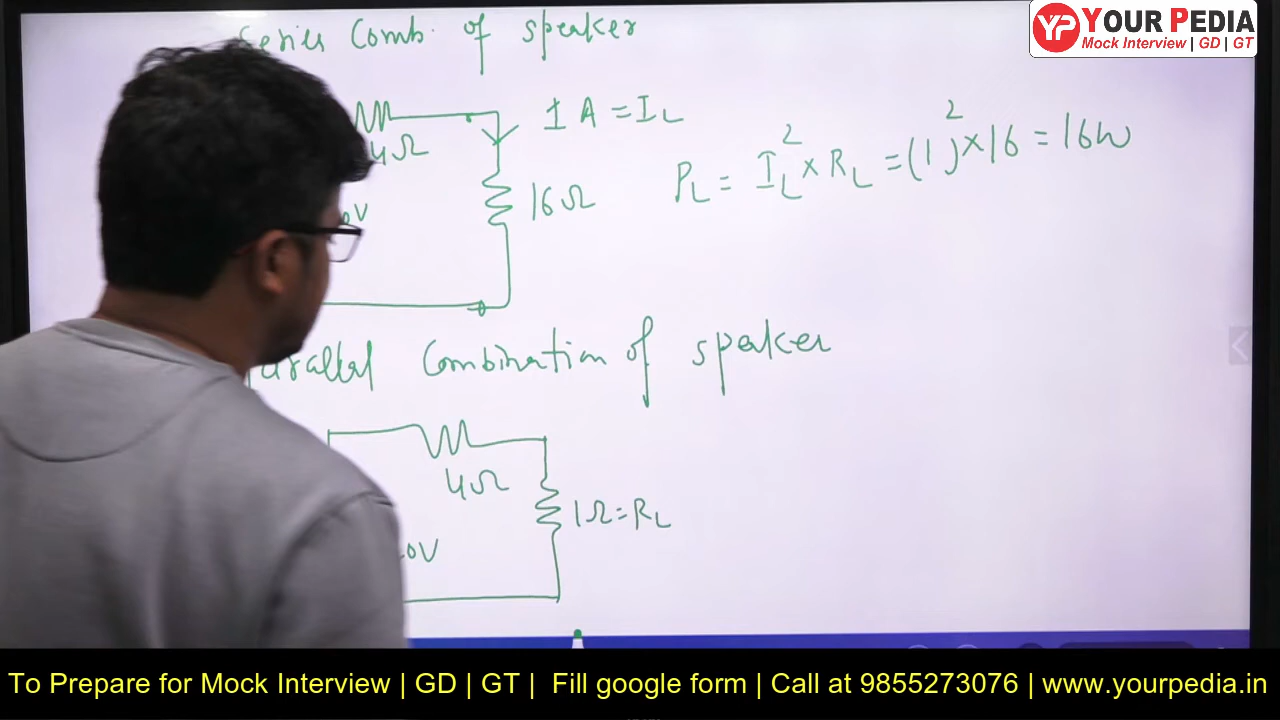 YP YOUR PEDIA
Mock Interview | GD | GT
Series Comb. of speaker
4Ω
1 A = IL
16Ω
PL = IL² × RL = (1)² × 16 = 16W
Combination of speaker
4Ω
1Ω = RL
To Prepare for Mock Interview | GD | GT | Fill google form | Call at 9855273076 | www.yourpedia.in